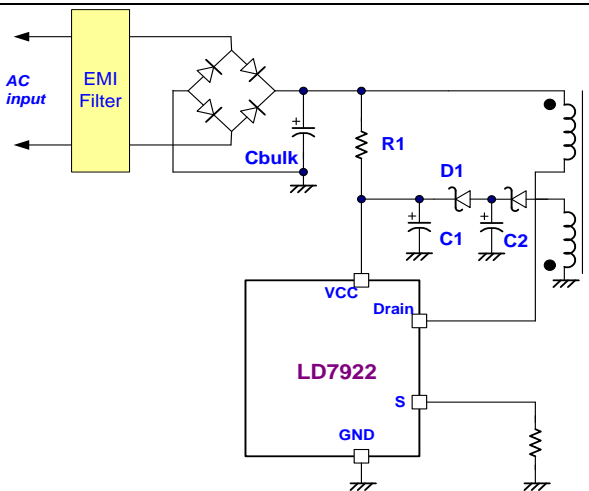 AC
input
EMI
Filter
+
Cbulk
R1
D1
+
C1
+
C2
VCC
Drain
LD7922
S
GND